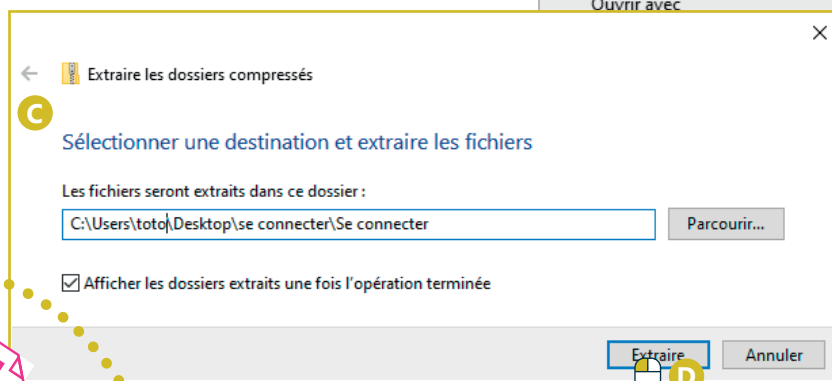 Ouvrir avec
Extraire les dossiers compressés
C
Sélectionner une destination et extraire les fichiers
Les fichiers seront extraits dans ce dossier :
C:\Users\toto\Desktop\se connecter\Se connecter
Parcourir...
Afficher les dossiers extraits une fois l'opération terminée
Extraire
Annuler
D